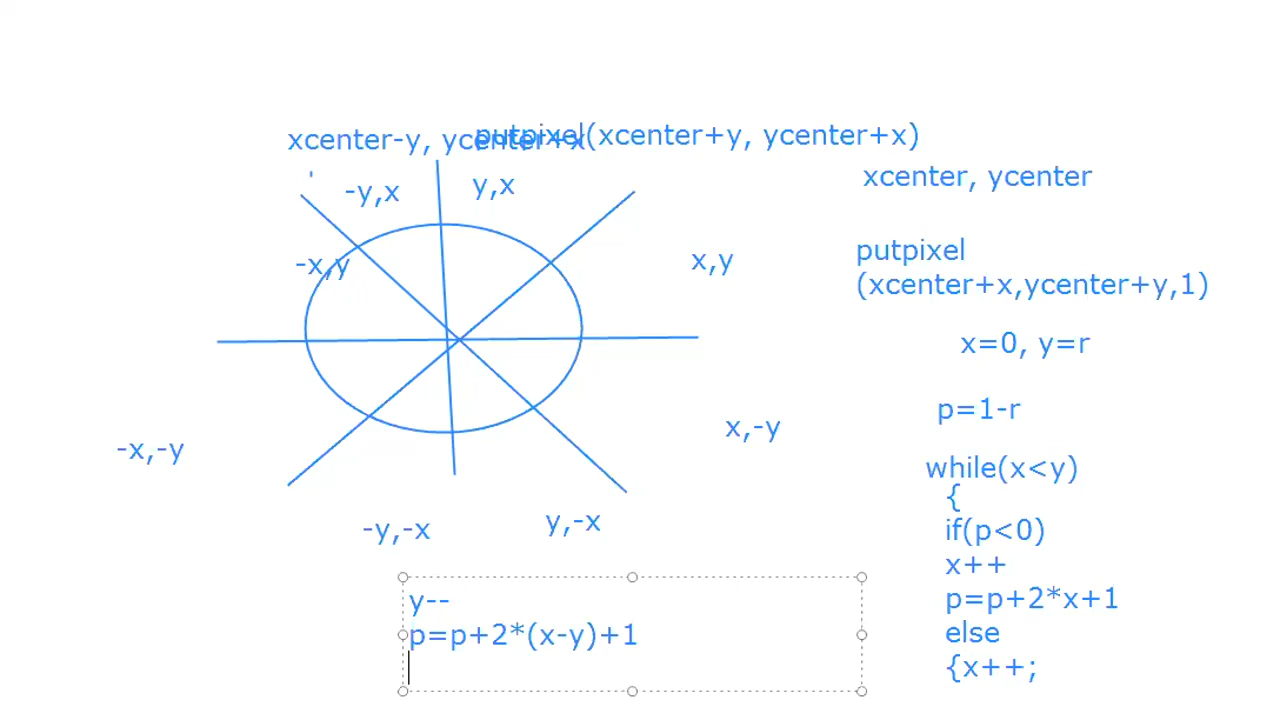 xcenter-y, ycenter+x
putpixel(xcenter+y, ycenter+x)
xcenter, ycenter
-y,x
y,x
-x,y
x,y
putpixel
(xcenter+x,ycenter+y,1)
x=0, y=r
p=1-r
x,-y
-x,-y
-y,-x
y,-x
while(x<y)
{
if(p<0)
x++
p=p+2*x+1
else
{x++;
y--
p=p+2*(x-y)+1